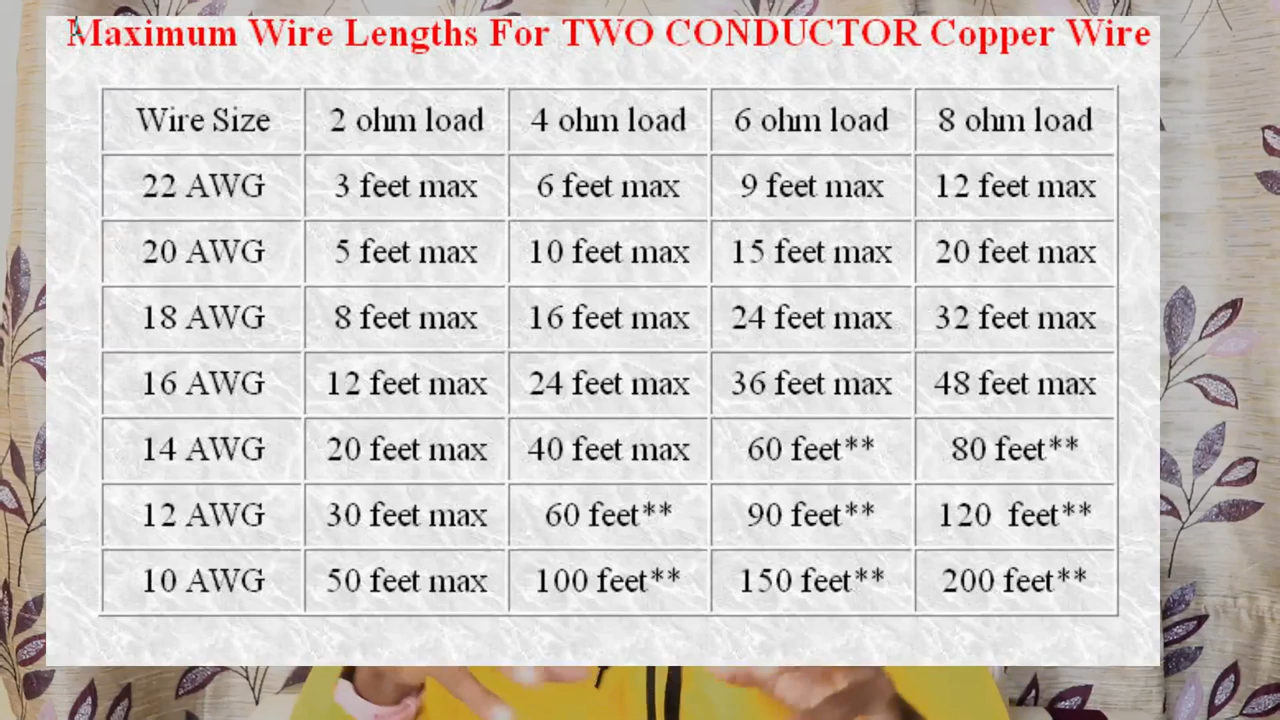 Maximum Wire Lengths For TWO CONDUCTOR Copper Wire
Wire Size 2 ohm load 4 ohm load 6 ohm load 8 ohm load
22 AWG 3 feet max 6 feet max 9 feet max 12 feet max
20 AWG 5 feet max 10 feet max 15 feet max 20 feet max
18 AWG 8 feet max 16 feet max 24 feet max 32 feet max
16 AWG 12 feet max 24 feet max 36 feet max 48 feet max
14 AWG 20 feet max 40 feet max 60 feet** 80 feet**
12 AWG 30 feet max 60 feet** 90 feet** 120 feet**
10 AWG 50 feet max 100 feet** 150 feet** 200 feet**